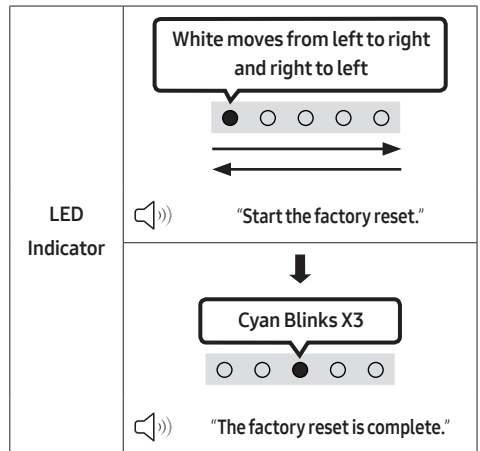 White moves from left to right
and right to left
LED
Indicator
"Start the factory reset."
Cyan Blinks X3
"The factory reset is complete."